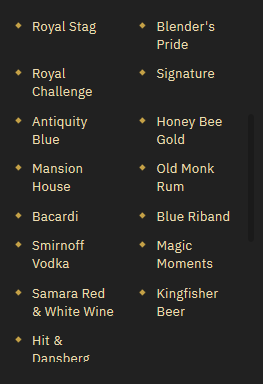 Royal Stag
Blender's
Pride
Royal
Challenge
Signature
Antiquity
Blue
Honey Bee
Gold
Mansion
House
Old Monk
Rum
Bacardi
Blue Riband
Smirnoff
Vodka
Magic
Moments
Samara Red
& White Wine
Kingfisher
Beer
Hit &
Dansberg